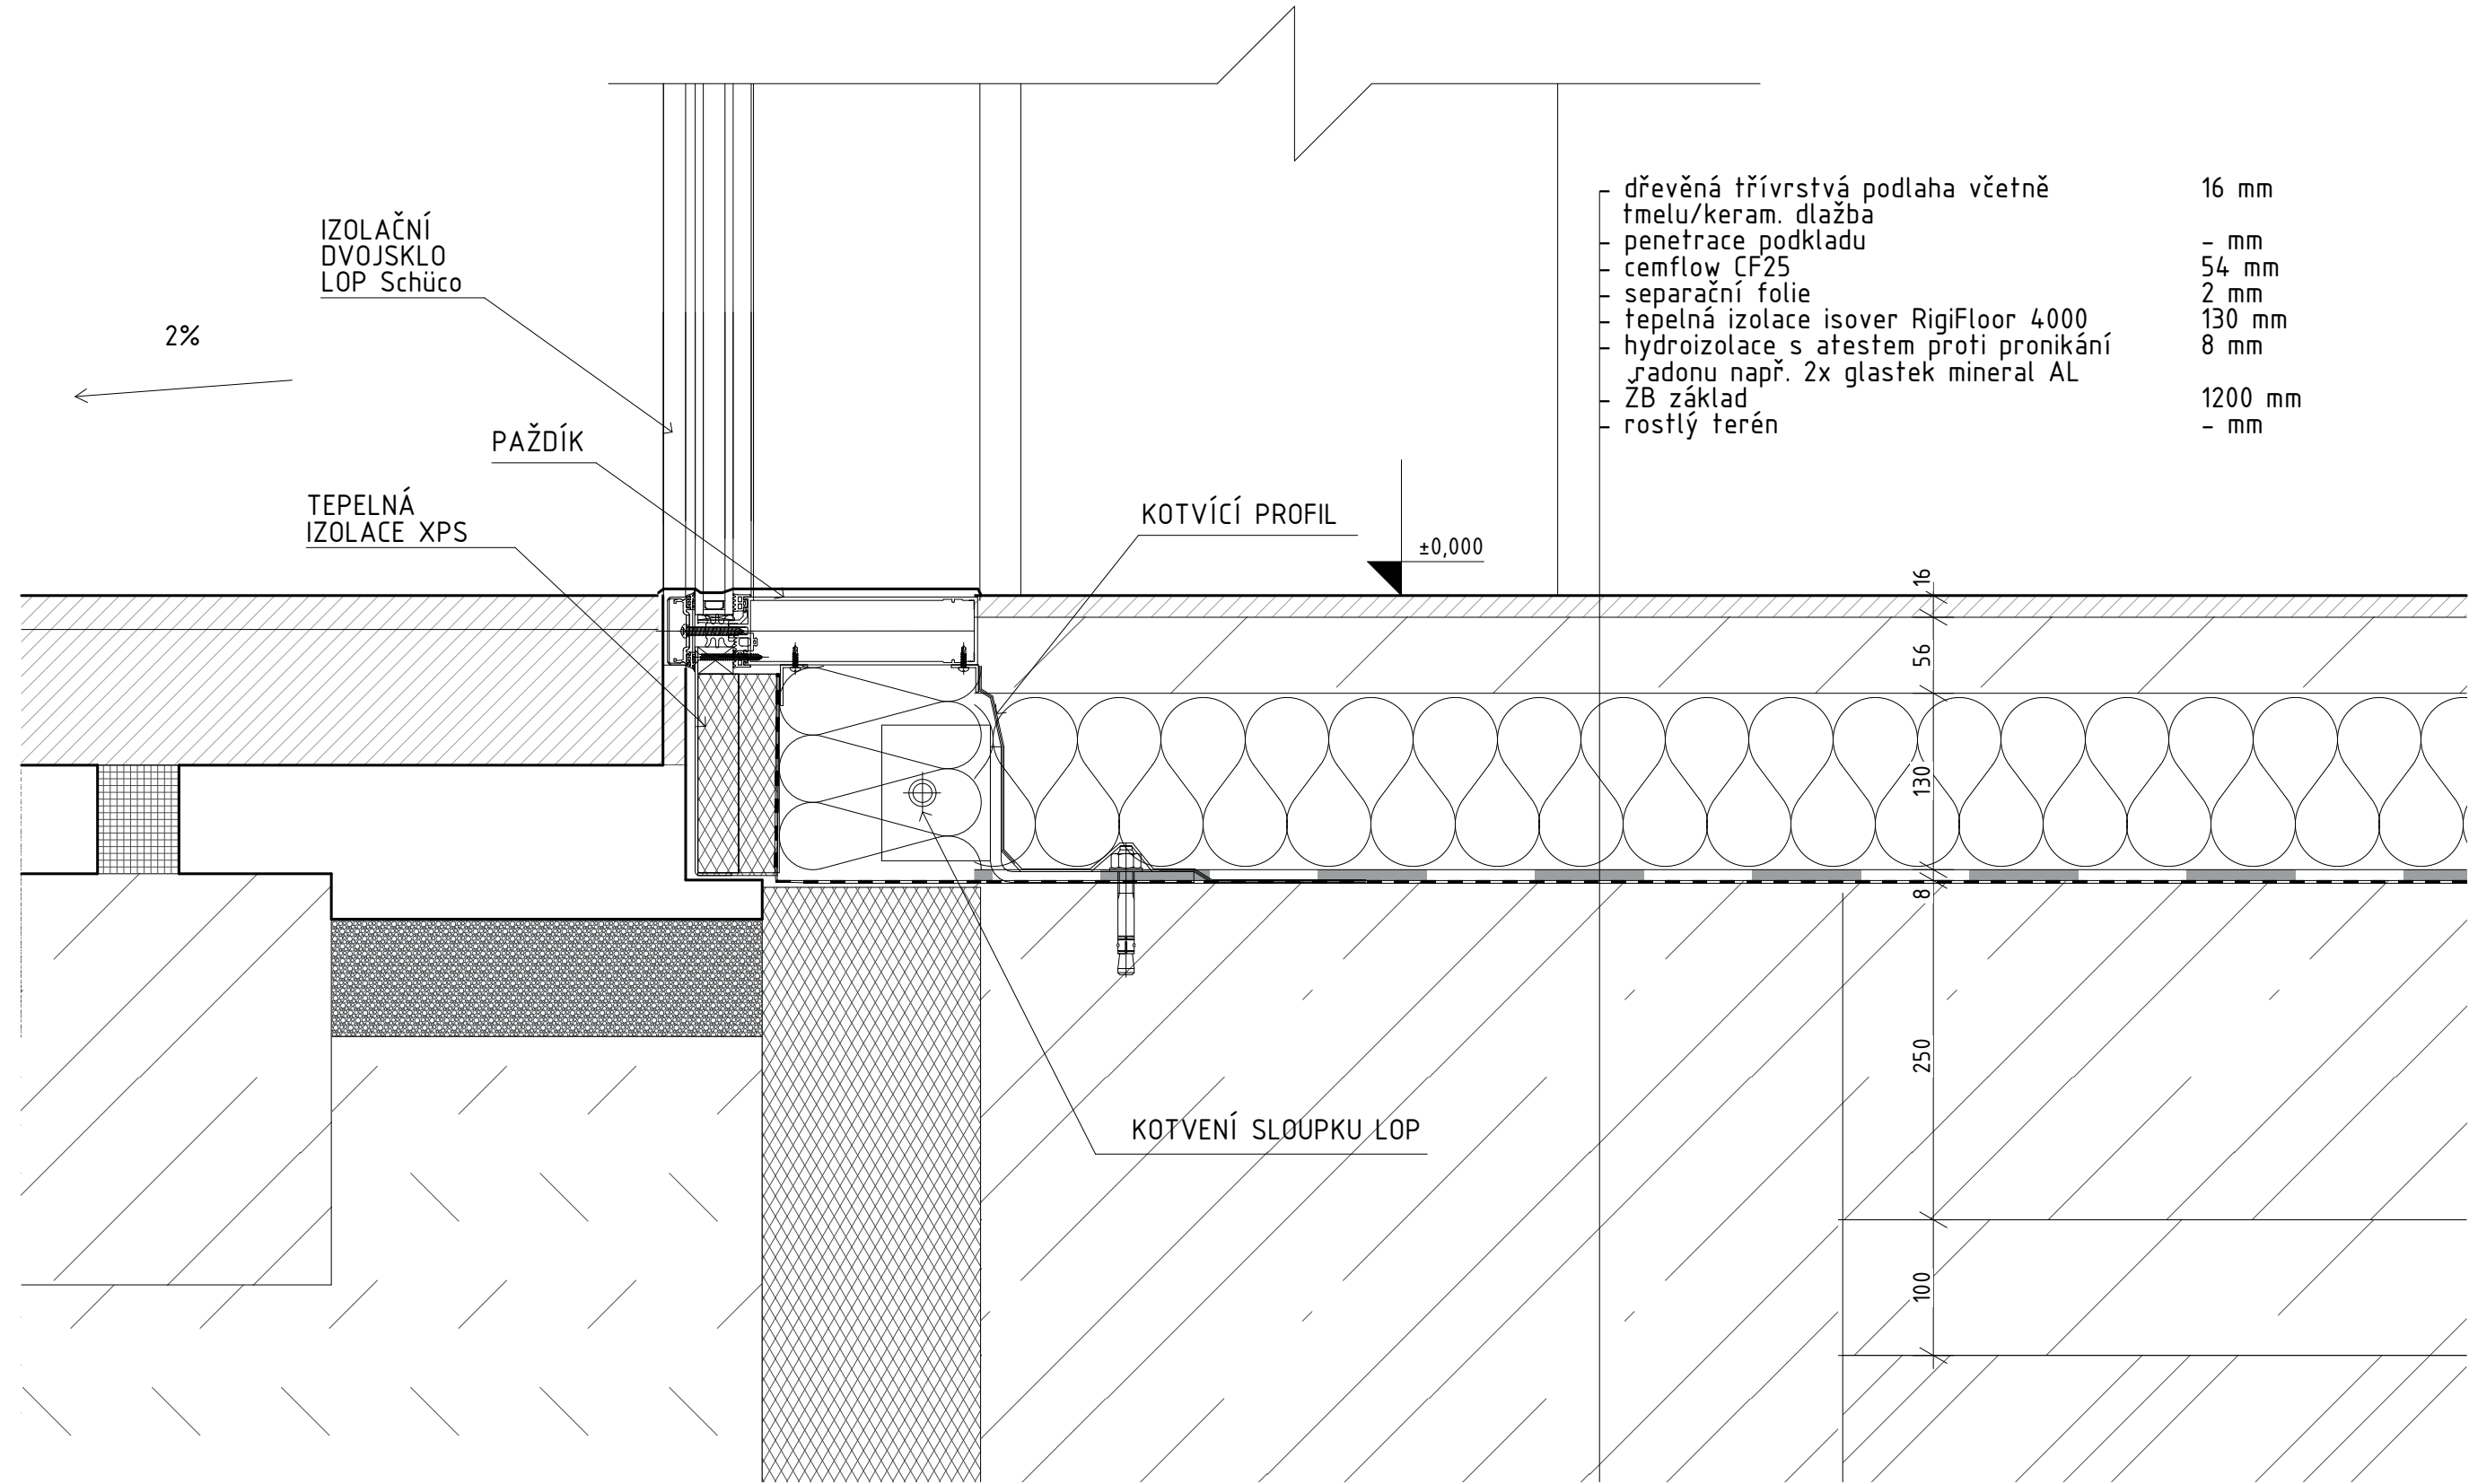 dřevěná třívrstvá podlaha včetně 16 mm
tmelu/keram. dlažba
penetrace podkladu - mm
cemflow CF25 54 mm
separační folie 2 mm
tepelná izolace isover RigiFloor 4000 130 mm
hydroizolace s atestem proti pronikání 8 mm
radonu např. 2x glastek mineral AL
ŽB základ 1200 mm
rostlý terén - mm
IZOLAČNÍ
DVOJSKLO
LOP Schüco
2%
PAŽDÍK
TEPELNÁ
IZOLACE XPS
KOTVÍCÍ PROFIL
±0,000
16
56
130
8
250
100
KOTVENÍ SLOUPKU LOP